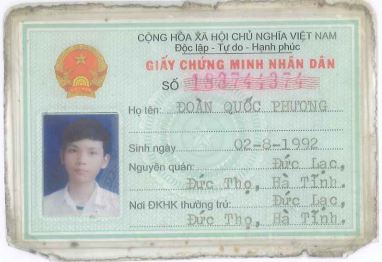 CỘNG HÒA XÃ HỘI CHỦ NGHĨA VIỆT NAM
Độc lập - Tự do - Hạnh phúc
GIẤY CHỨNG MINH NHÂN DÂN
SỐ 183744374
Họ tên: ĐOÀN QUỐC PHƯƠNG
Sinh ngày 02-8-1992
Nguyên quán: Đức Lạc,
Đức Thọ, Hà Tĩnh.
Nơi ĐKHK thường trú: Đức Lạc,
Đức Thọ, Hà Tĩnh.